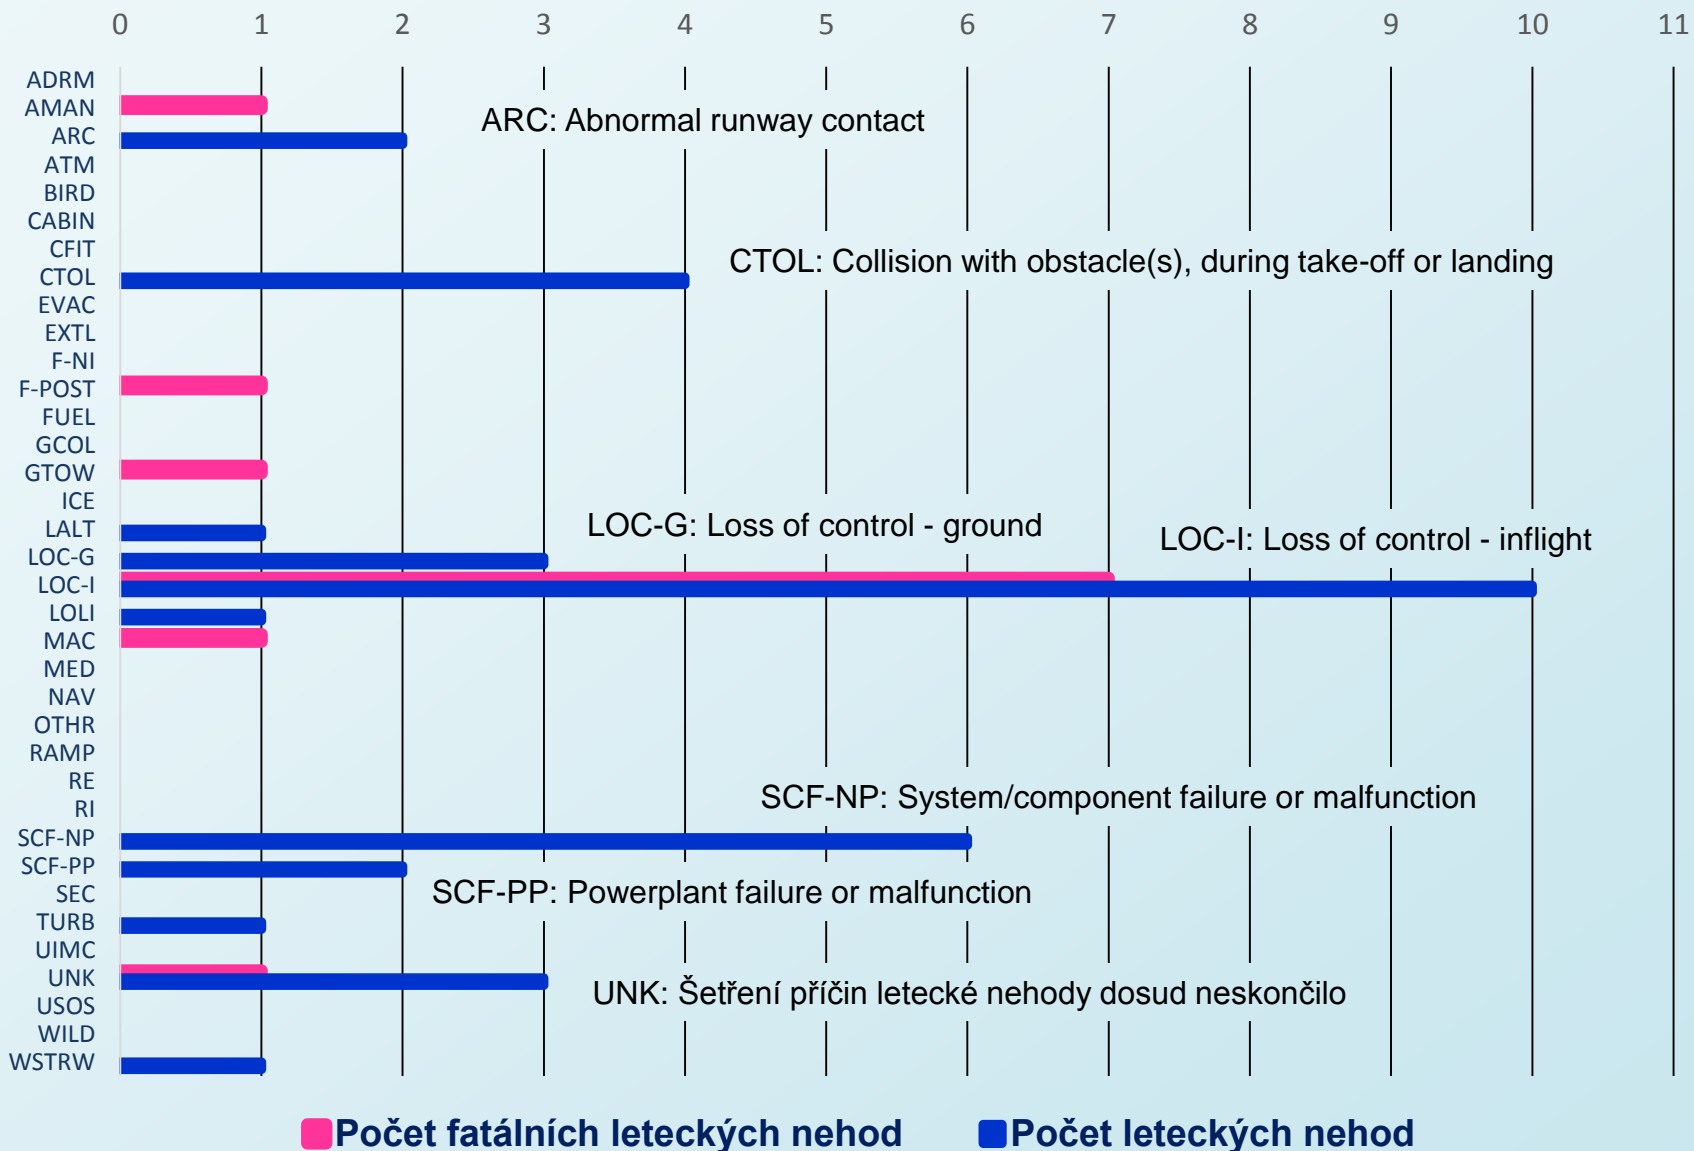 0 1 2 3 4 5 6 7 8 9 10 11
ADRM
AMAN
ARC: Abnormal runway contact
ARC
ATM
BIRD
CABIN
CFIT
CTOL: Collision with obstacle(s), during take-off or landing
CTOL
EVAC
EXTL
F-NI
F-POST
FUEL
GCOL
GTOW
ICE
LALT
LOC-G: Loss of control - ground
LOC-I: Loss of control - inflight
LOC-G
LOC-I
LOLI
MAC
MED
NAV
OTHR
RAMP
RE
SCF-NP: System/component failure or malfunction
RI
SCF-NP
SCF-PP
SCF-PP: Powerplant failure or malfunction
SEC
TURB
UIMC
UNK
UNK: Šetření příčin letecké nehody dosud neskončilo
USOS
WILD
WSTRW
Počet fatálních leteckých nehod Počet leteckých nehod